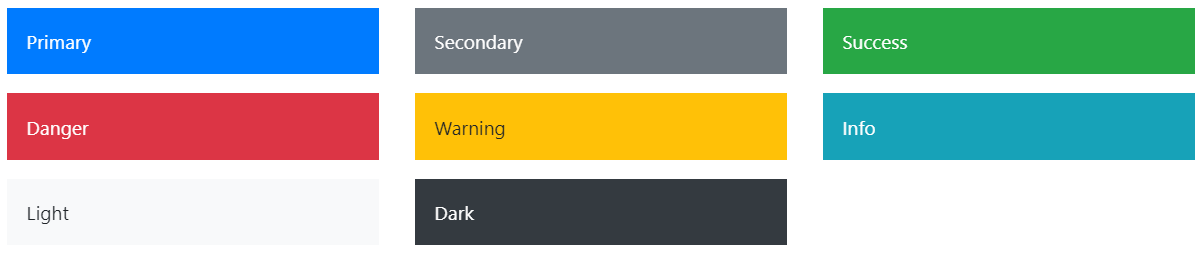 Primary
Secondary
Success
Danger
Warning
Info
Light
Dark